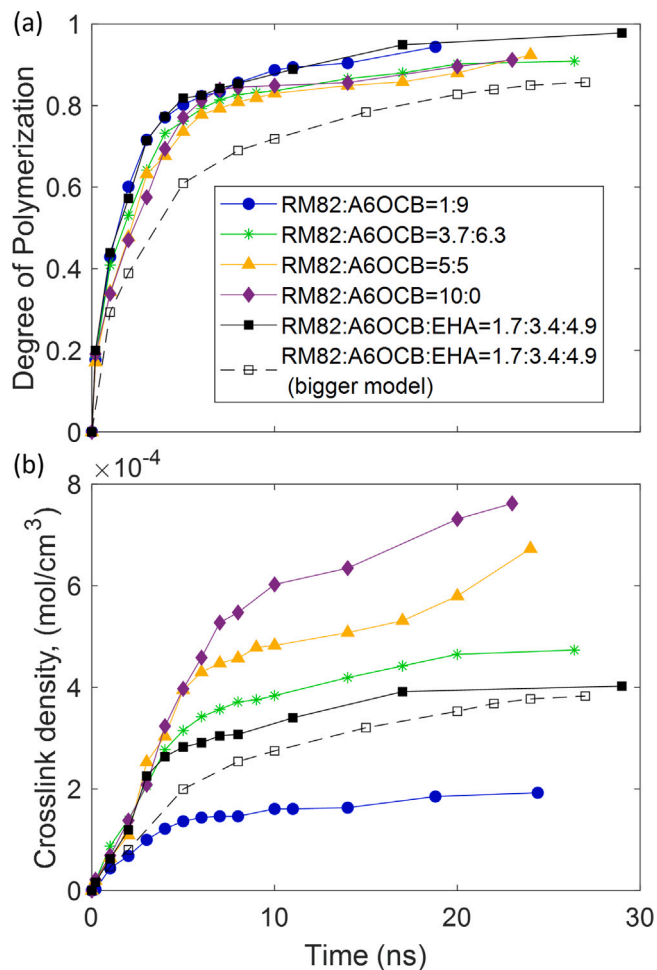 (a)
1
0.8
0.6
0.4
0.2
0
Degree of Polymerization
RM82:A6OCB=1:9
RM82:A6OCB=3.7:6.3
RM82:A6OCB=5:5
RM82:A6OCB=10:0
RM82:A6OCB:EHA=1.7:3.4:4.9
RM82:A6OCB:EHA=1.7:3.4:4.9
(bigger model)
(b)
×10⁻⁴
8
6
4
2
0
Crosslink density, (mol/cm³)
0 10 20 30
Time (ns)